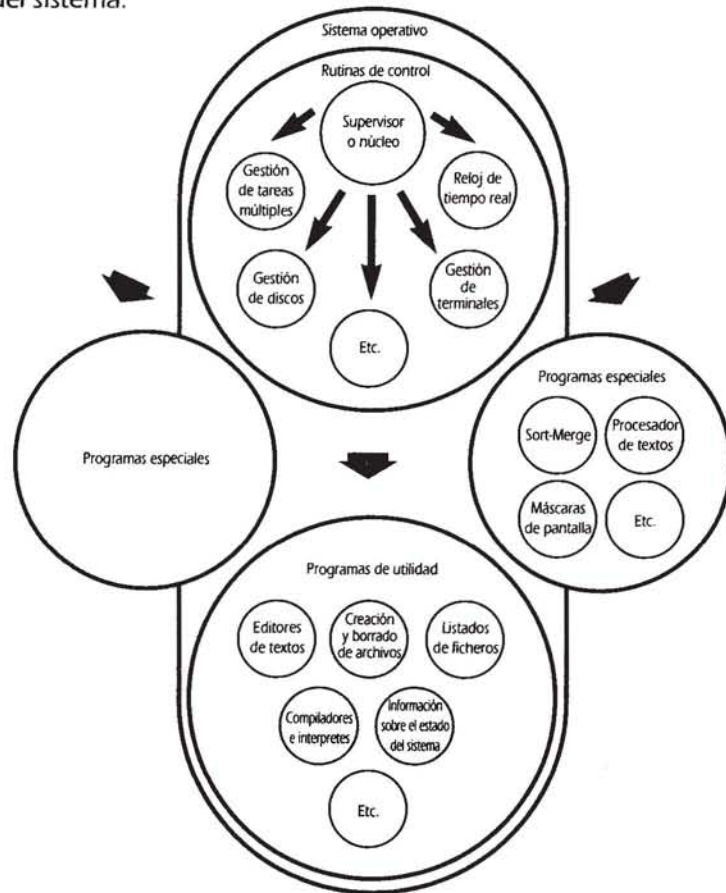 del sistema.
Sistema operativo
Rutinas de control
Supervisor
o núcleo
Gestión
de tareas
múltiples
Reloj de
tiempo real
Gestión
de discos
Gestión
de
terminales
Etc.
Programas especiales
Programas especiales
Sort-Merge
Procesador
de textos
Máscaras
de pantalla
Etc.
Programas de utilidad
Editores
de textos
Creación
y borrado
de archivos
Listados
de ficheros
Compiladores
e interpretes
Información
sobre el estado
del sistema
Etc.